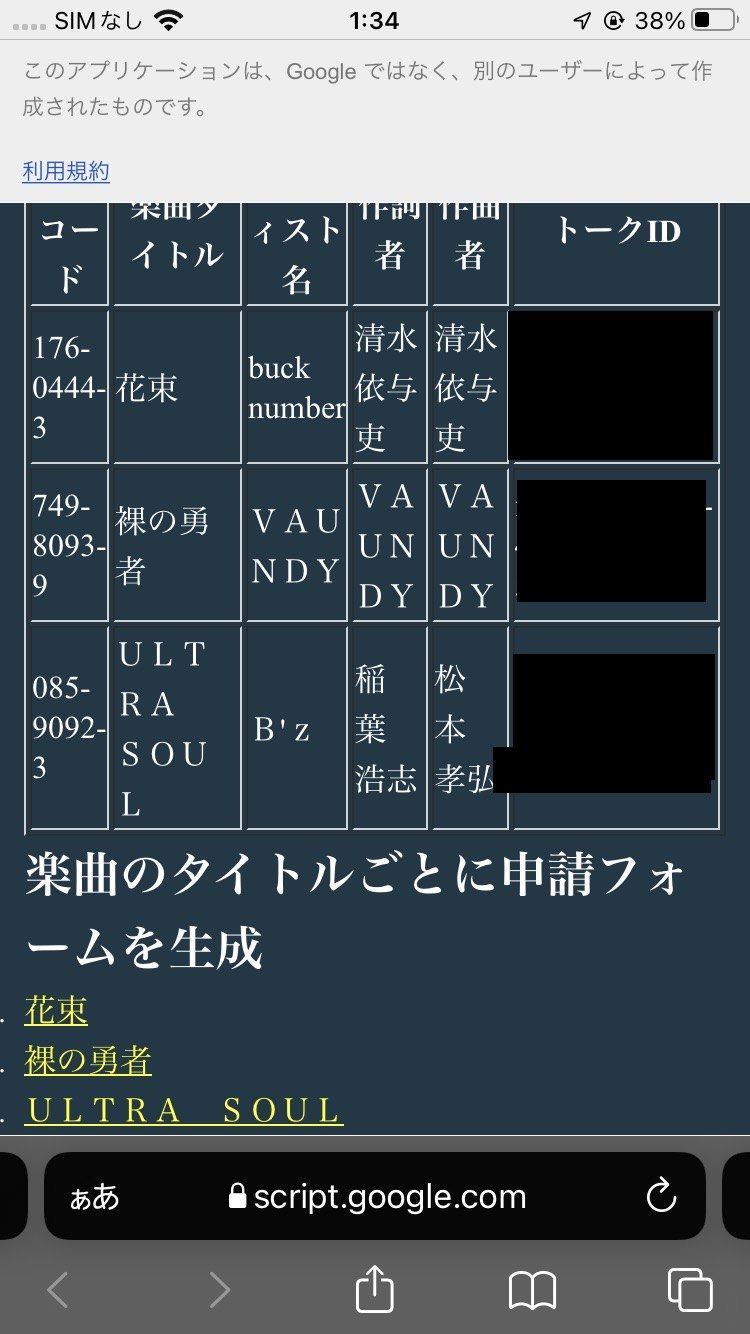 SIMなし 1:34 38%
このアプリケーションは、Google ではなく、別のユーザーによって作
成されたものです。
利用規約
コー
ド
楽曲タ
イトル
ィスト
名
作詞
者
作曲
者
トークID
176-
0444-
3
花束
buck
number
清水
依与
吏
清水
依与
吏
749-
8093-
9
裸の勇
者
ＶＡＵ
ＮＤＹ
ＶＡ
ＵＮ
ＤＹ
ＶＡ
ＵＮ
ＤＹ
085-
9092-
3
ＵＬＴ
ＲＡ
ＳＯＵ
Ｌ
Ｂ'ｚ
稲
葉
浩志
松
本
孝弘
楽曲のタイトルごとに申請フォ
ームを生成
花束
裸の勇者
ＵＬＴＲＡ　ＳＯＵＬ
ぁあ script.google.com